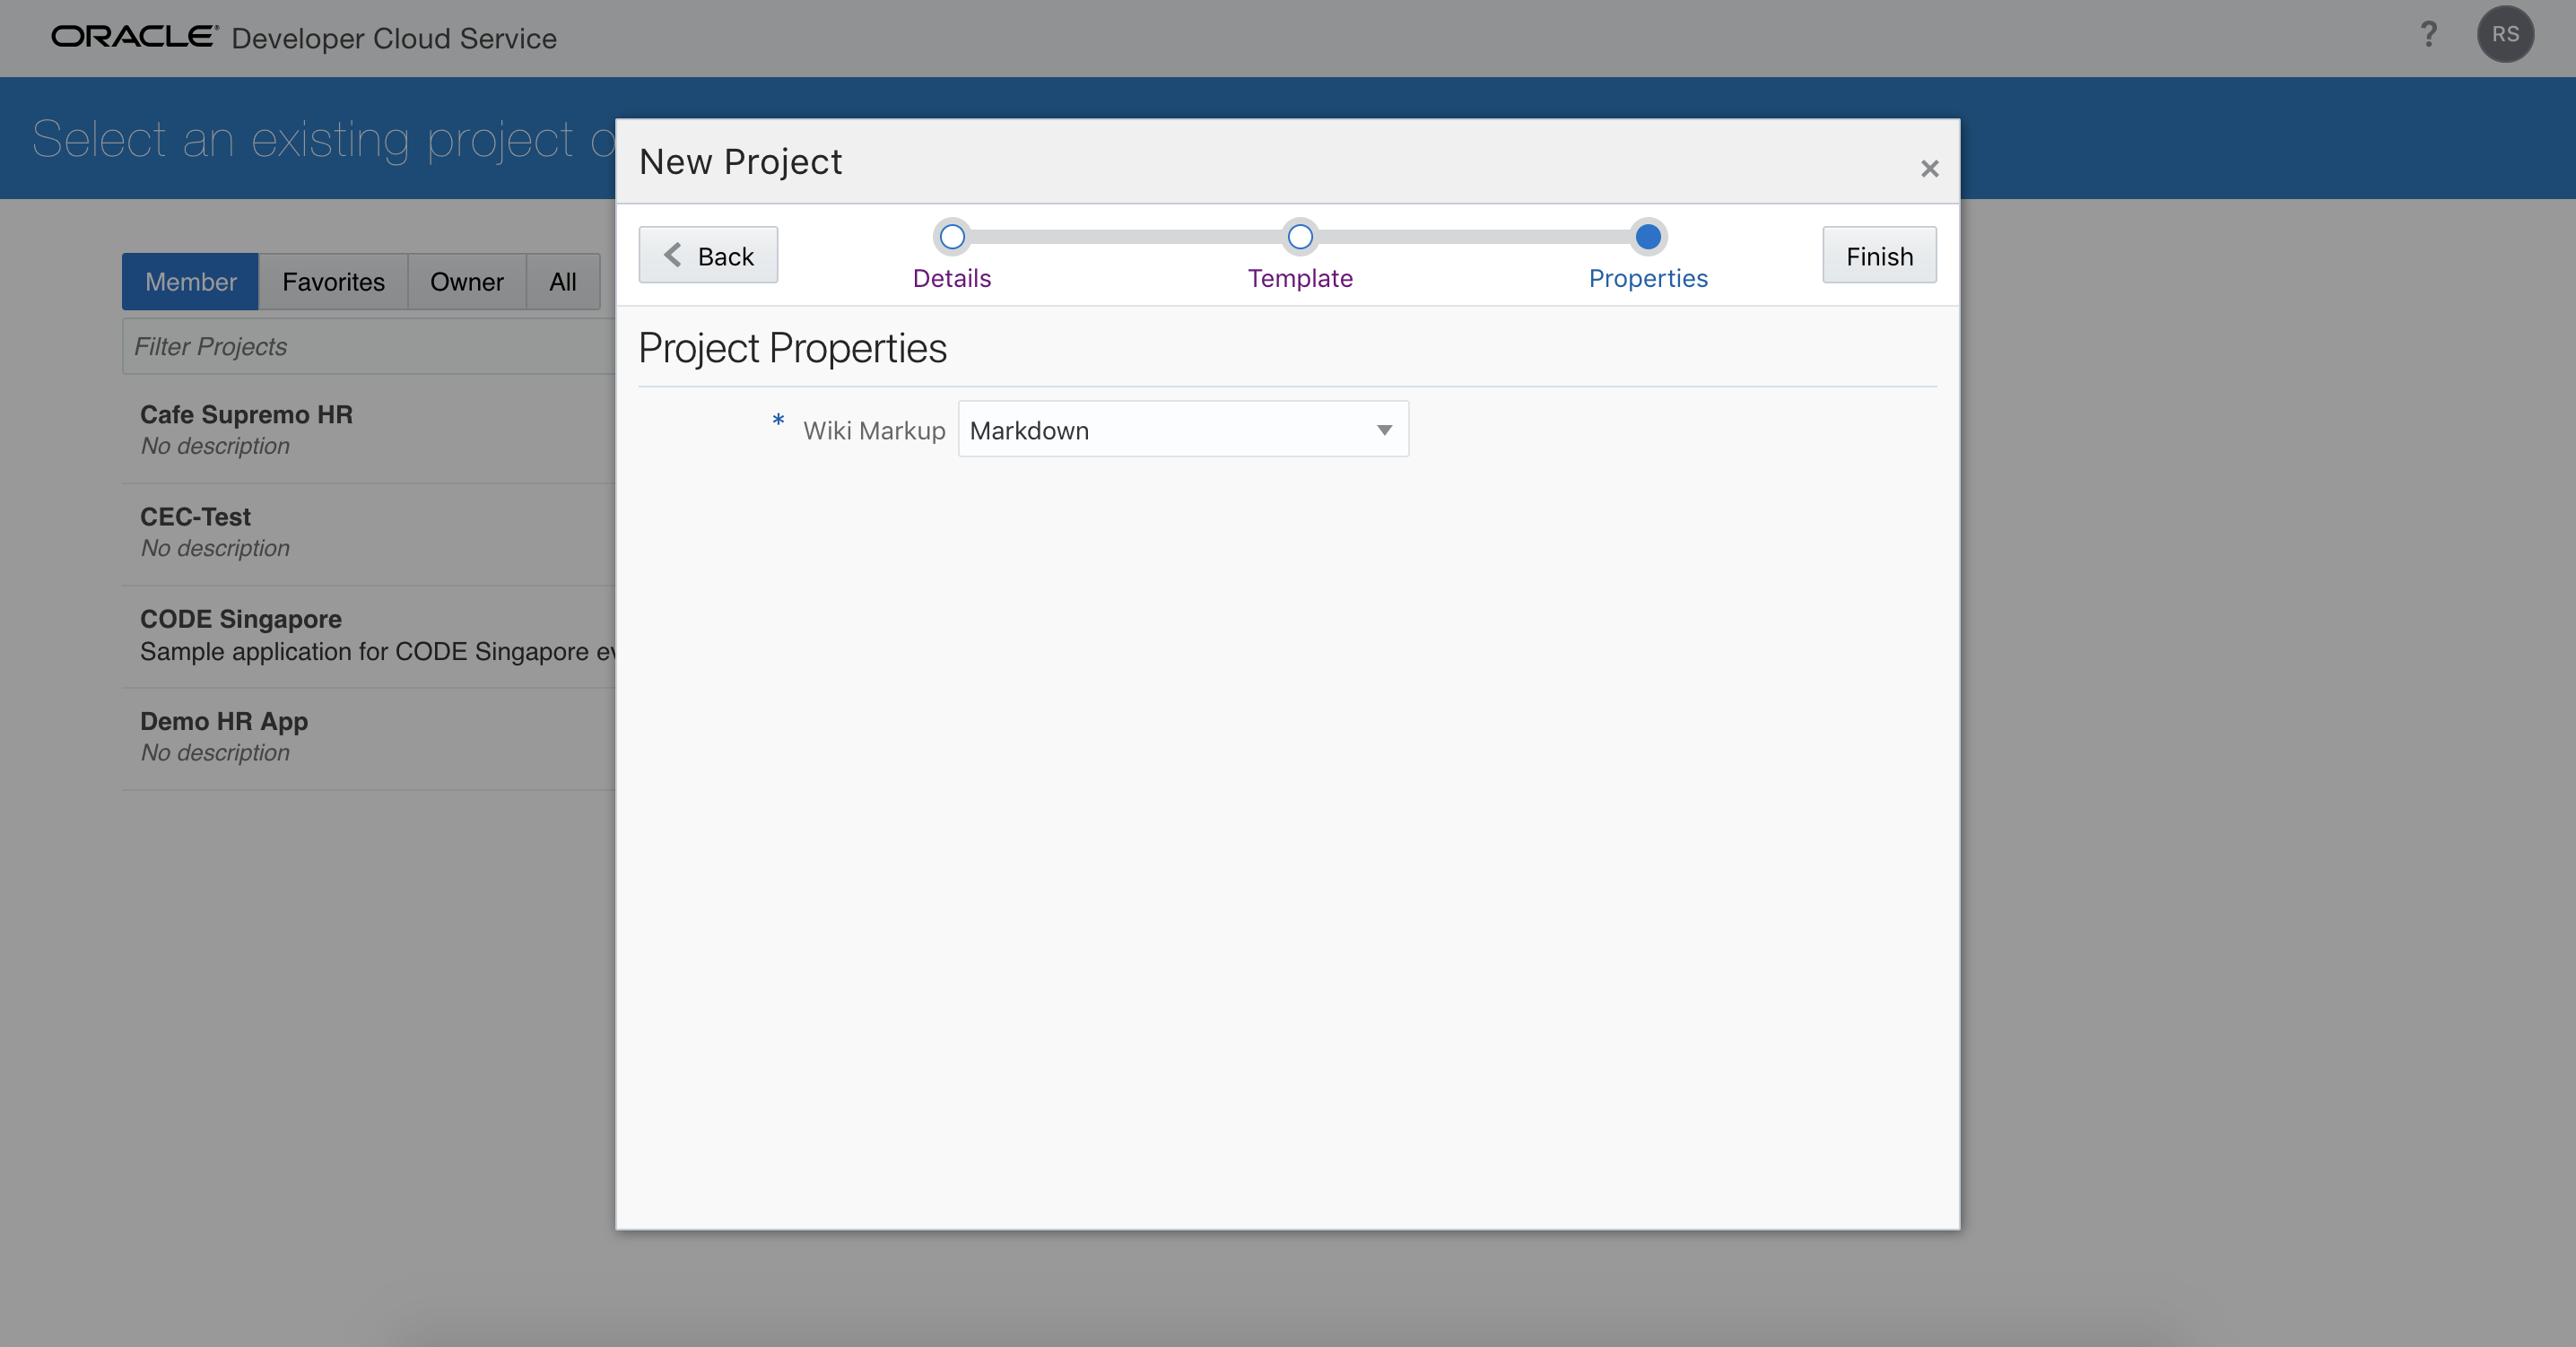 ORACLE Developer Cloud Service
? RS
Select an existing project o
New Project
×
Back
Details
Template
Properties
Finish
Member Favorites Owner All
Filter Projects
Project Properties
* Wiki Markup Markdown
Cafe Supremo HR
No description
CEC-Test
No description
CODE Singapore
Sample application for CODE Singapore ev
Demo HR App
No description